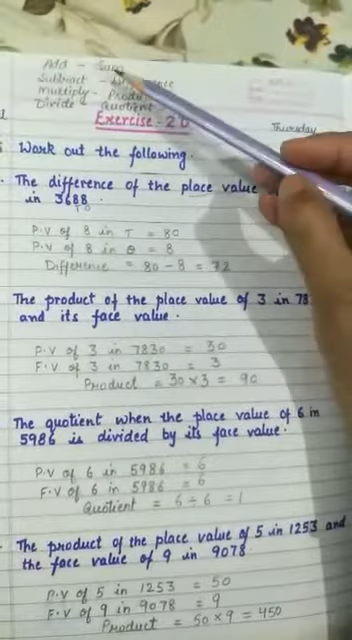 Add - Sum
Subtract -
Multiply -
Divide Quotient
Exercise - 2
Thursday
Work out the following.
The difference of the place value
in 3688.
T O
P.V of 8 in T = 80
P.V of 8 in O = 8
Difference = 80 - 8 = 72
The product of the place value of 3 in 78
and its face value.
P.V of 3 in 7830 = 30
F.V of 3 in 7830 = 3
Product = 30 × 3 = 90
The quotient when the place value of 6 in
5986 is divided by its face value.
P.V of 6 in 5986 = 6
F.V of 6 in 5986 = 6
Quotient = 6 ÷ 6 = 1
The product of the place value of 5 in 1253 and
the face value of 9 in 9078.
P.V of 5 in 1253 = 50
F.V of 9 in 9078 = 9
Product = 50 × 9 = 450